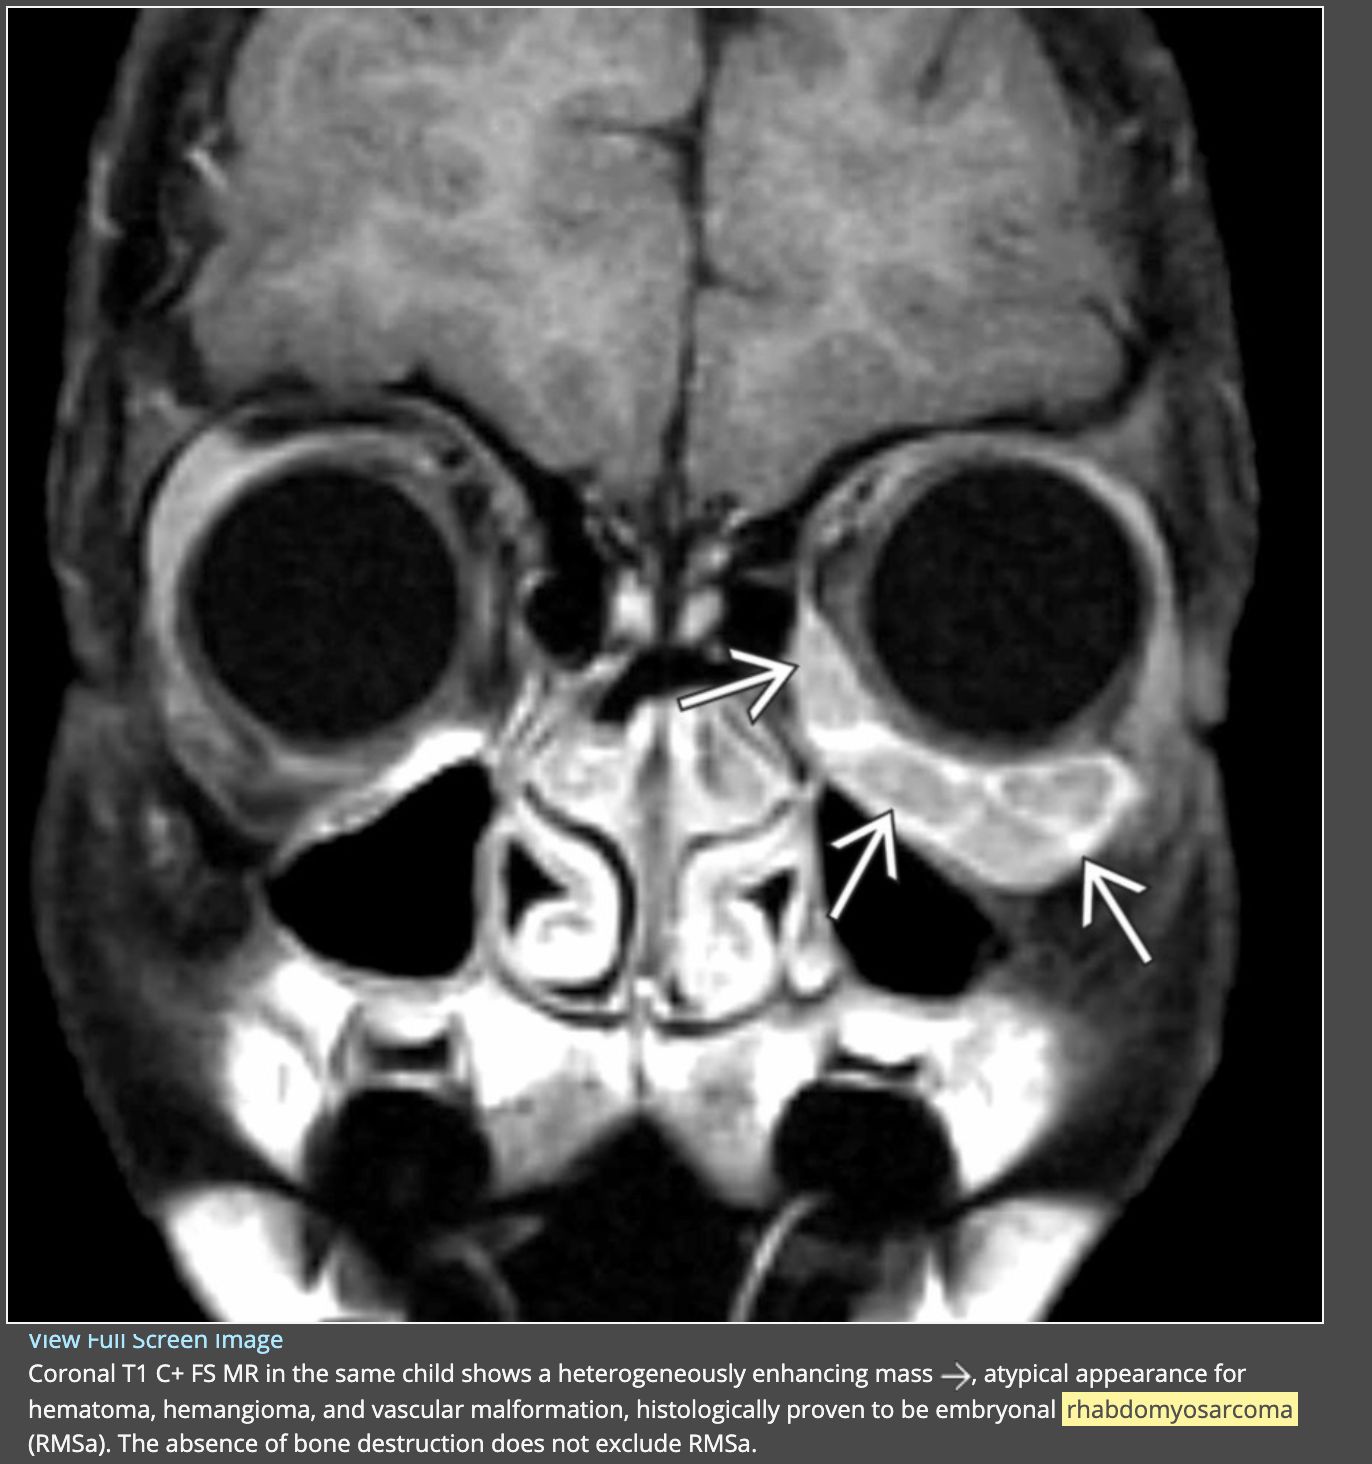 View Full Screen Image
Coronal T1 C+ FS MR in the same child shows a heterogeneously enhancing mass →, atypical appearance for
hematoma, hemangioma, and vascular malformation, histologically proven to be embryonal rhabdomyosarcoma
(RMSa). The absence of bone destruction does not exclude RMSa.